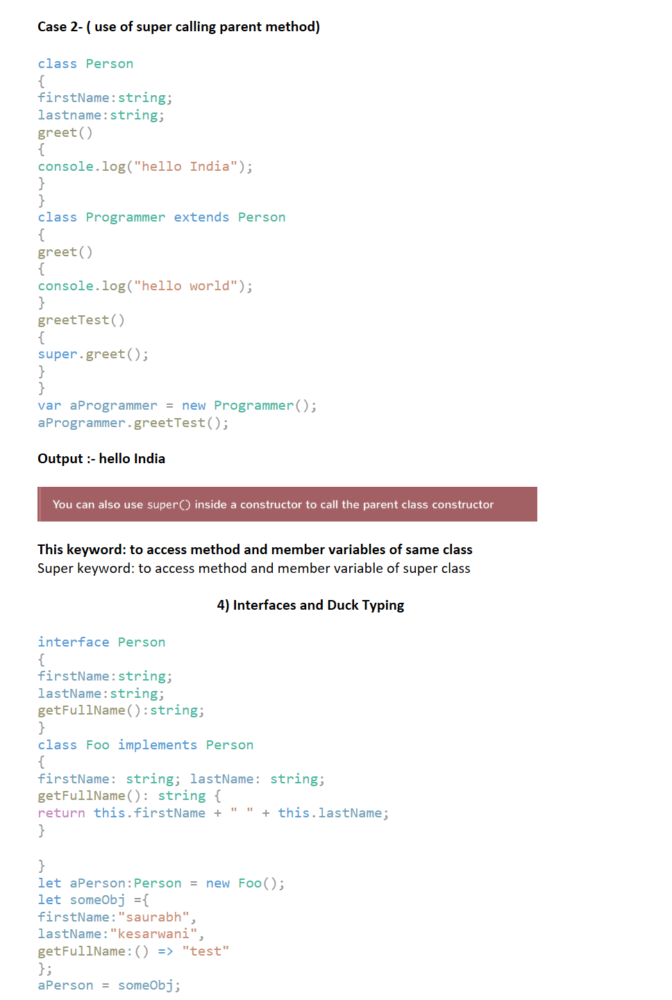 Case 2- ( use of super calling parent method)
class Person
{
firstName:string;
lastname:string;
greet()
{
console.log("hello India");
}
}
class Programmer extends Person
{
greet()
{
console.log("hello world");
}
greetTest()
{
super.greet();
}
}
var aProgrammer = new Programmer();
aProgrammer.greetTest();
Output :- hello India
You can also use super() inside a constructor to call the parent class constructor
This keyword: to access method and member variables of same class
Super keyword: to access method and member variable of super class
4) Interfaces and Duck Typing
interface Person
{
firstName:string;
lastName:string;
getFullName():string;
}
class Foo implements Person
{
firstName: string; lastName: string;
getFullName(): string {
return this.firstName + " " + this.lastName;
}
}
let aPerson:Person = new Foo();
let someObj ={
firstName:"saurabh",
lastName:"kesarwani",
getFullName:() => "test"
};
aPerson = someObj;